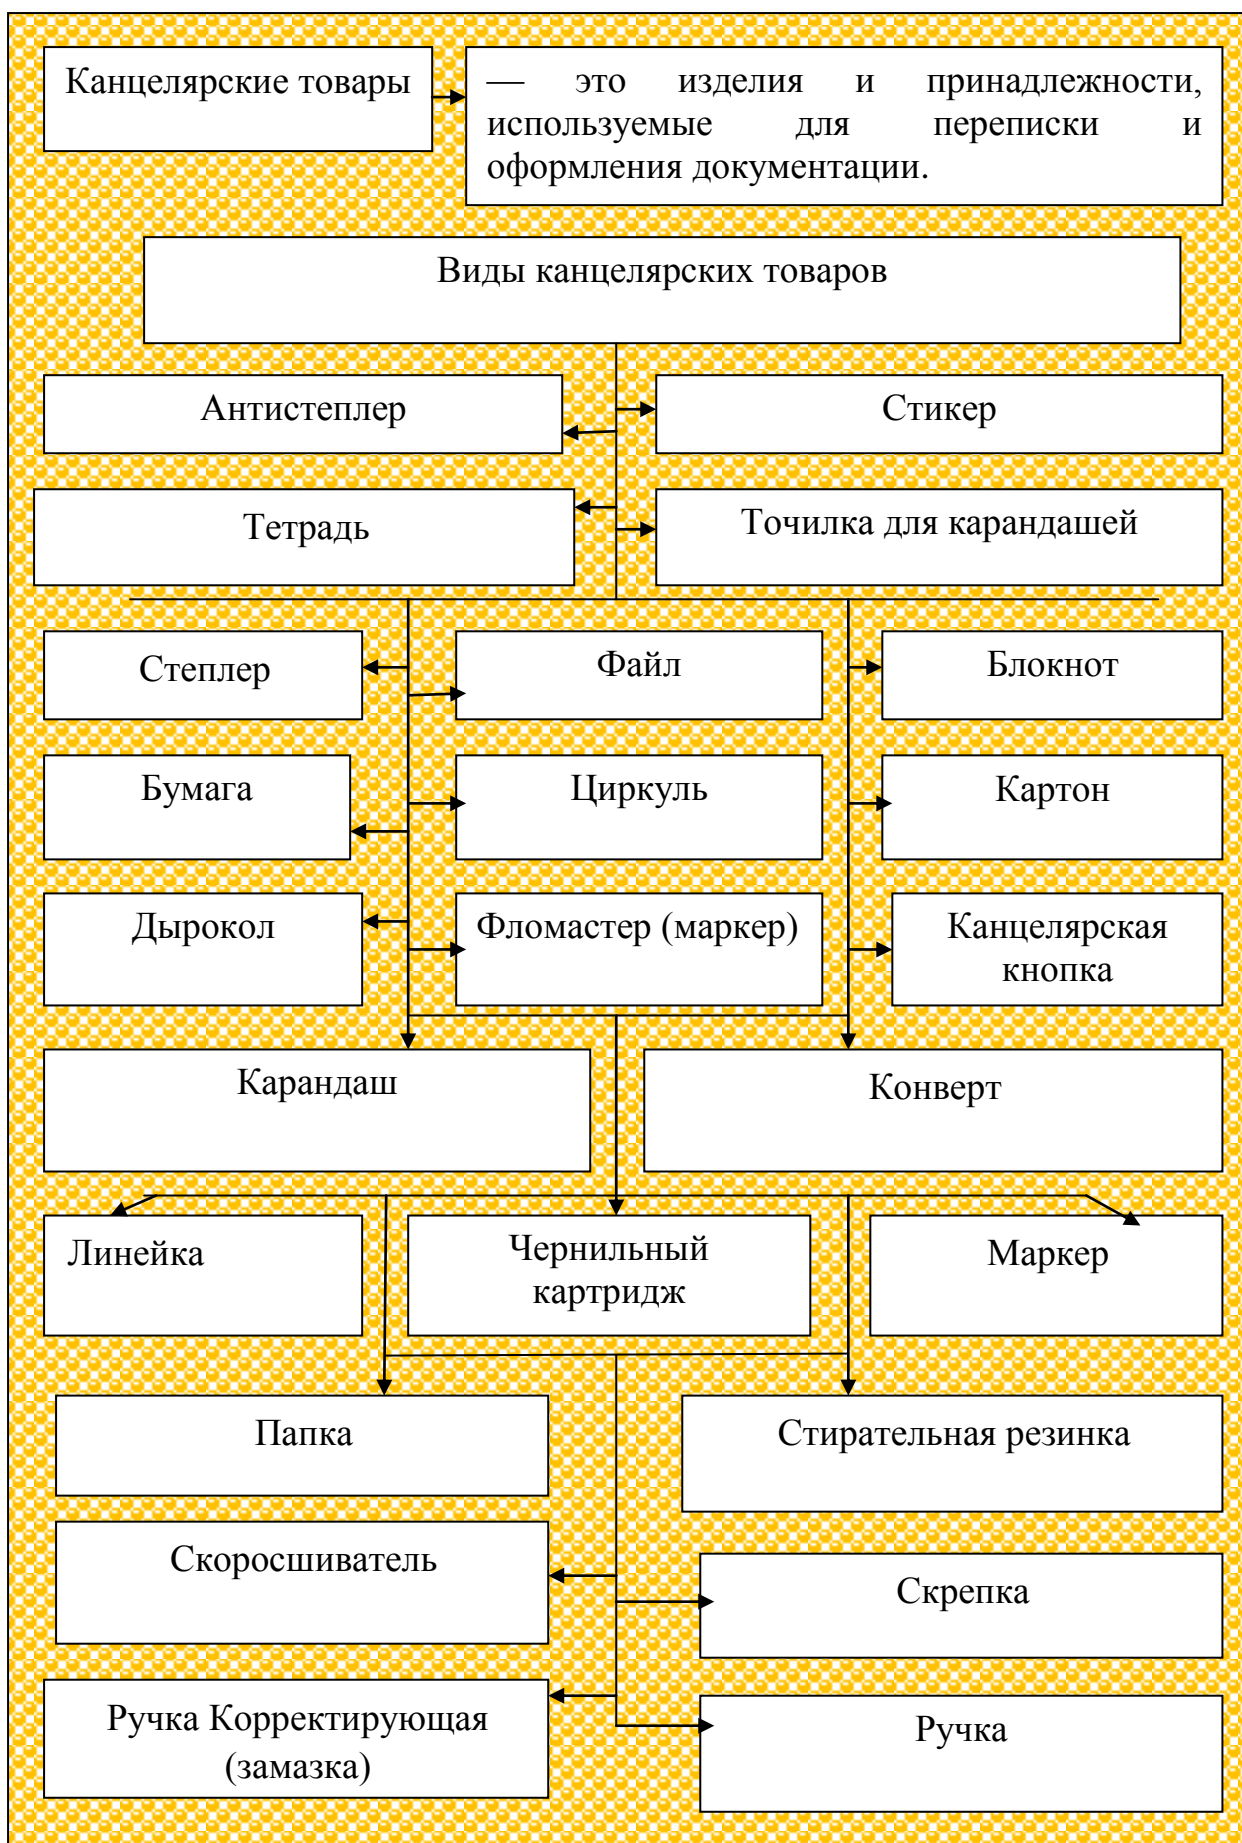 Канцелярские товары
— это изделия и принадлежности,
используемые для переписки и
оформления документации.
Виды канцелярских товаров
Антистеплер
Стикер
Тетрадь
Точилка для карандашей
Степлер
Файл
Блокнот
Бумага
Циркуль
Картон
Дырокол
Фломастер (маркер)
Канцелярская
кнопка
Карандаш
Конверт
Линейка
Чернильный
картридж
Маркер
Папка
Стирательная резинка
Скоросшиватель
Скрепка
Ручка Корректирующая
(замазка)
Ручка